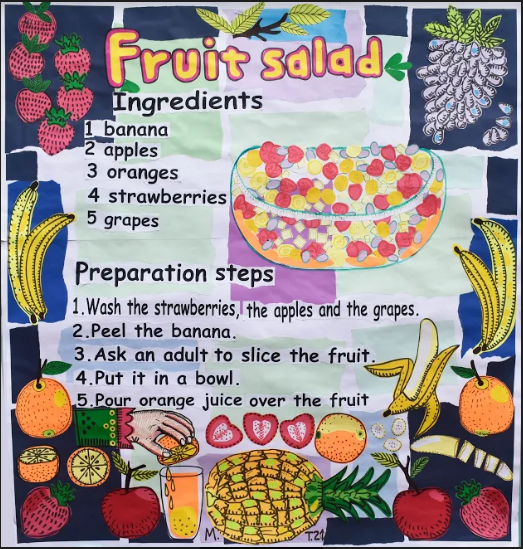 Fruit salad
Ingredients
1 banana
2 apples
3 oranges
4 strawberries
5 grapes
Preparation steps
1.Wash the strawberries, the apples and the grapes.
2.Peel the banana.
3.Ask an adult to slice the fruit.
4.Put it in a bowl.
5.Pour orange juice over the fruit
M. T.21